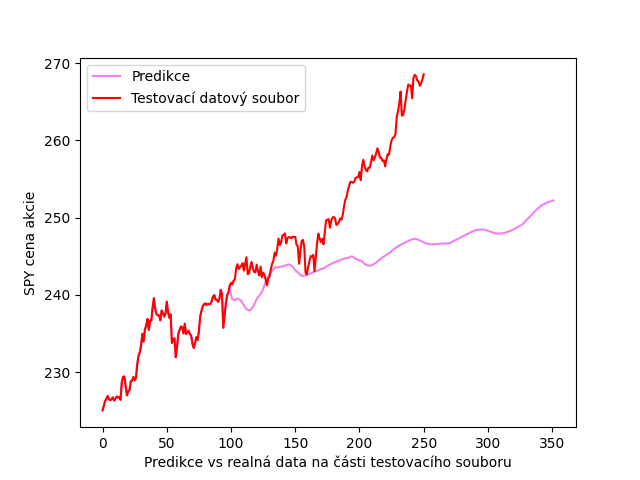 Predikce
Testovací datový soubor
SPY cena akcie
270
260
250
240
230
0 50 100 150 200 250 300 350
Predikce vs realná data na části testovacího souboru